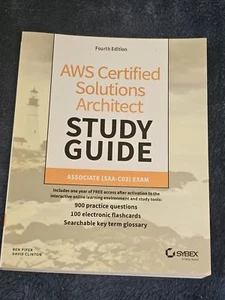 Fourth Edition
AWS Certified
Solutions
Architect
STUDY
GUIDE
ASSOCIATE (SAA-C03) EXAM
Includes one year of FREE access after activation to the
interactive online learning environment and study tools:
900 practice questions
100 electronic flashcards
Searchable key term glossary
BEN PIPER
DAVID CLINTON
SYBEX